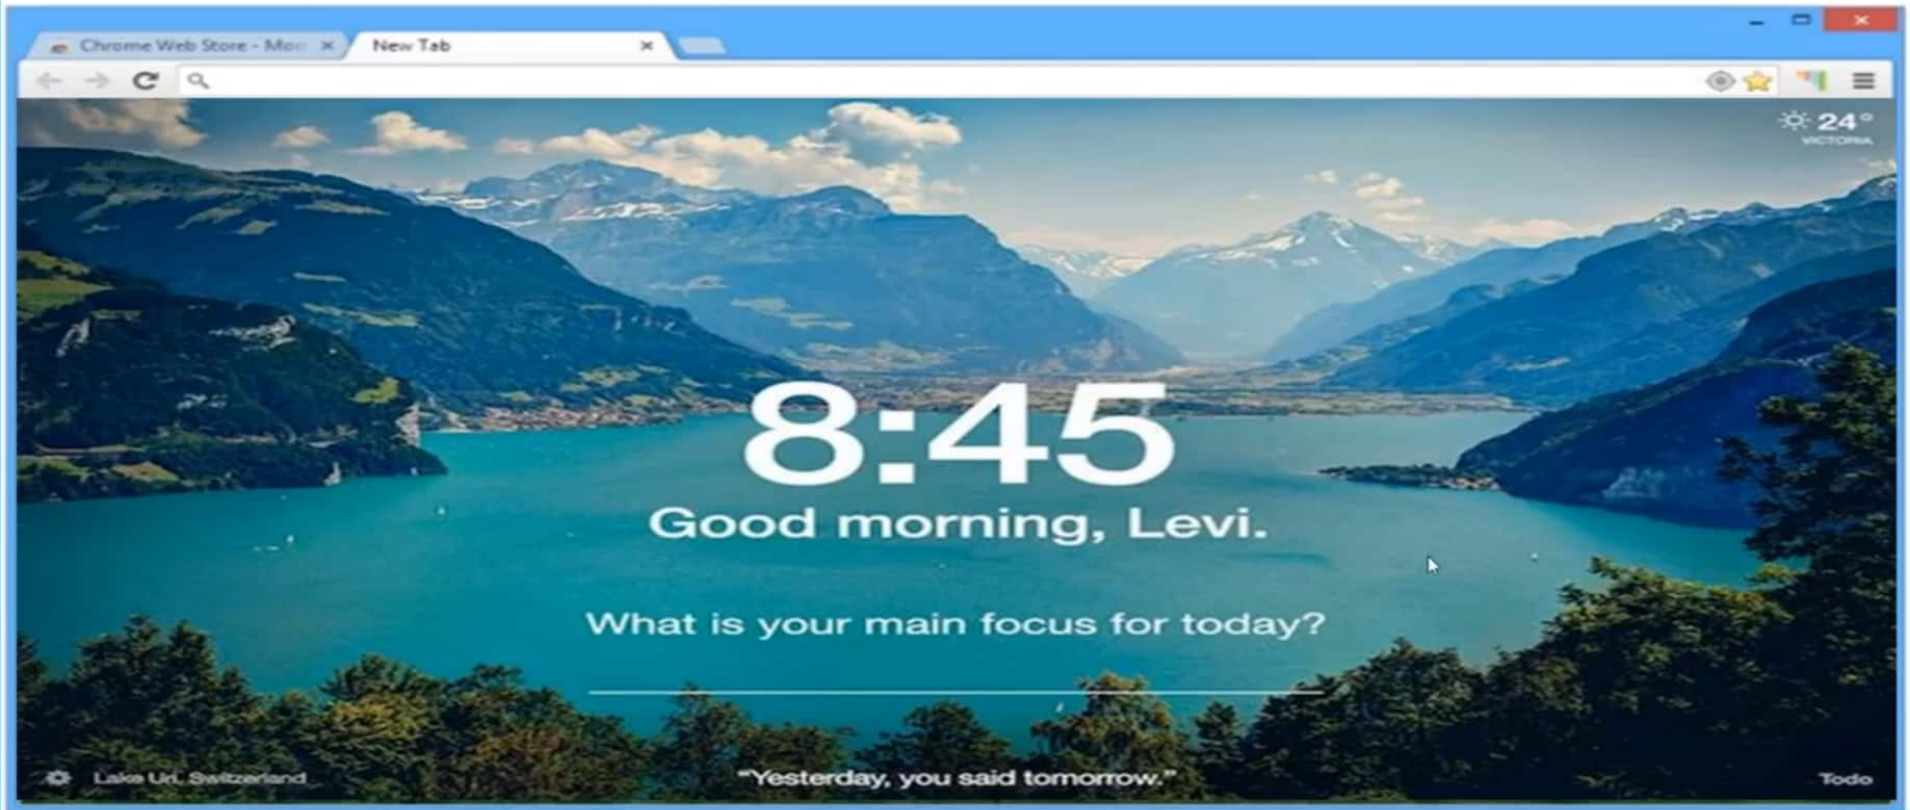 Chrome Web Store - Mom
New Tab
24°
VICTORIA
8:45
Good morning, Levi.
What is your main focus for today?
Lake Uri, Switzerland
"Yesterday, you said tomorrow."
Todo